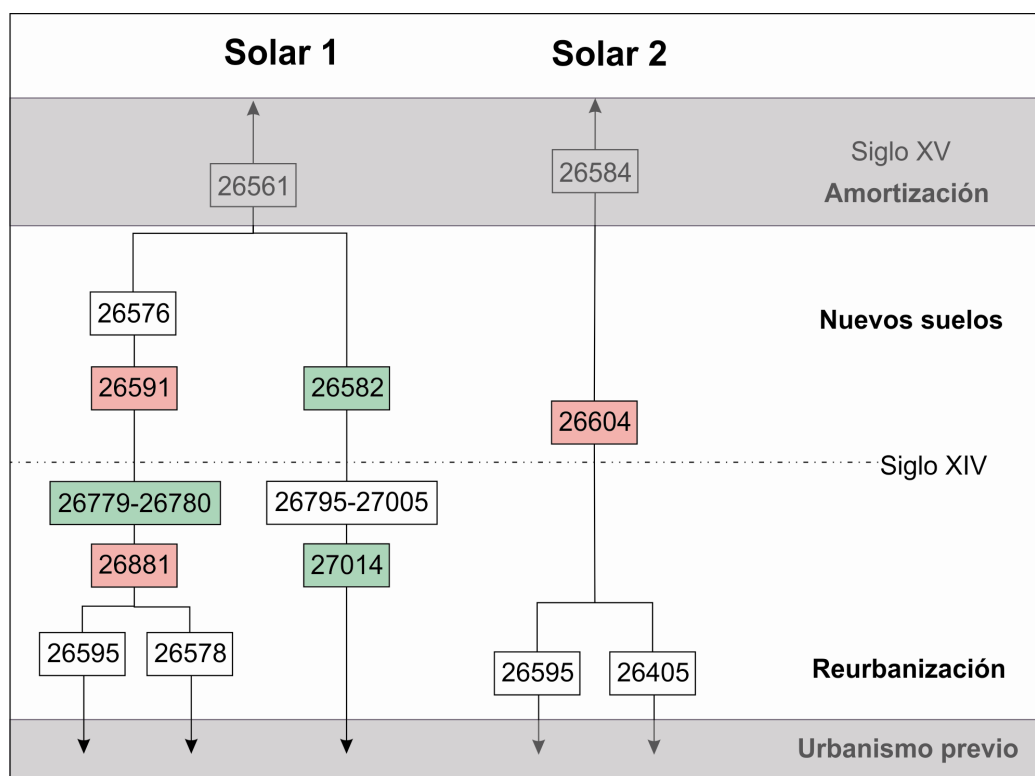 Solar 1
Solar 2
Siglo XV
Amortización
26561
26584
26576
Nuevos suelos
26591
26582
26604
Siglo XIV
26779-26780
26795-27005
26881
27014
26595
26578
26595
26405
Reurbanización
Urbanismo previo